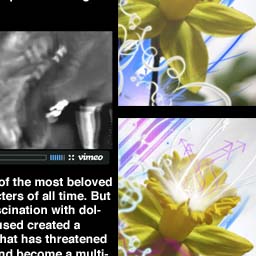 vimeo
of the most beloved
cters of all time. But
scination with dol-
used created a
hat has threatened
nd become a multi-